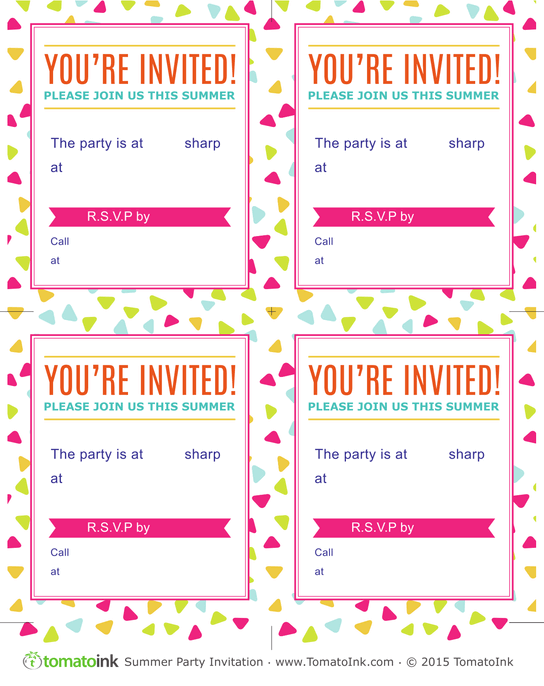 YOU'RE INVITED!
PLEASE JOIN US THIS SUMMER
The party is at sharp
at
R.S.V.P by
Call
at
YOU'RE INVITED!
PLEASE JOIN US THIS SUMMER
The party is at sharp
at
R.S.V.P by
Call
at
YOU'RE INVITED!
PLEASE JOIN US THIS SUMMER
The party is at sharp
at
R.S.V.P by
Call
at
YOU'RE INVITED!
PLEASE JOIN US THIS SUMMER
The party is at sharp
at
R.S.V.P by
Call
at
tomatoink Summer Party Invitation · www.TomatoInk.com · © 2015 TomatoInk